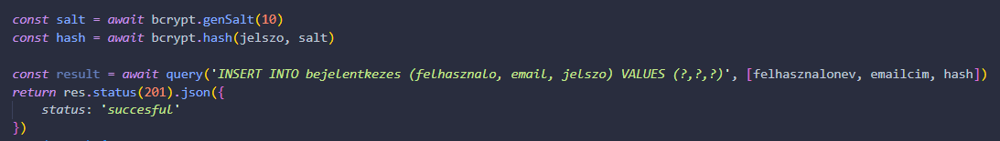 const salt = await bcrypt.genSalt(10)
const hash = await bcrypt.hash(jelszo, salt)
const result = await query('INSERT INTO bejelentkezes (felhasznalo, email, jelszo) VALUES (?,?,?)', [felhasznalonev, emailcim, hash])
return res.status(201).json({
    status: 'succesful'
})